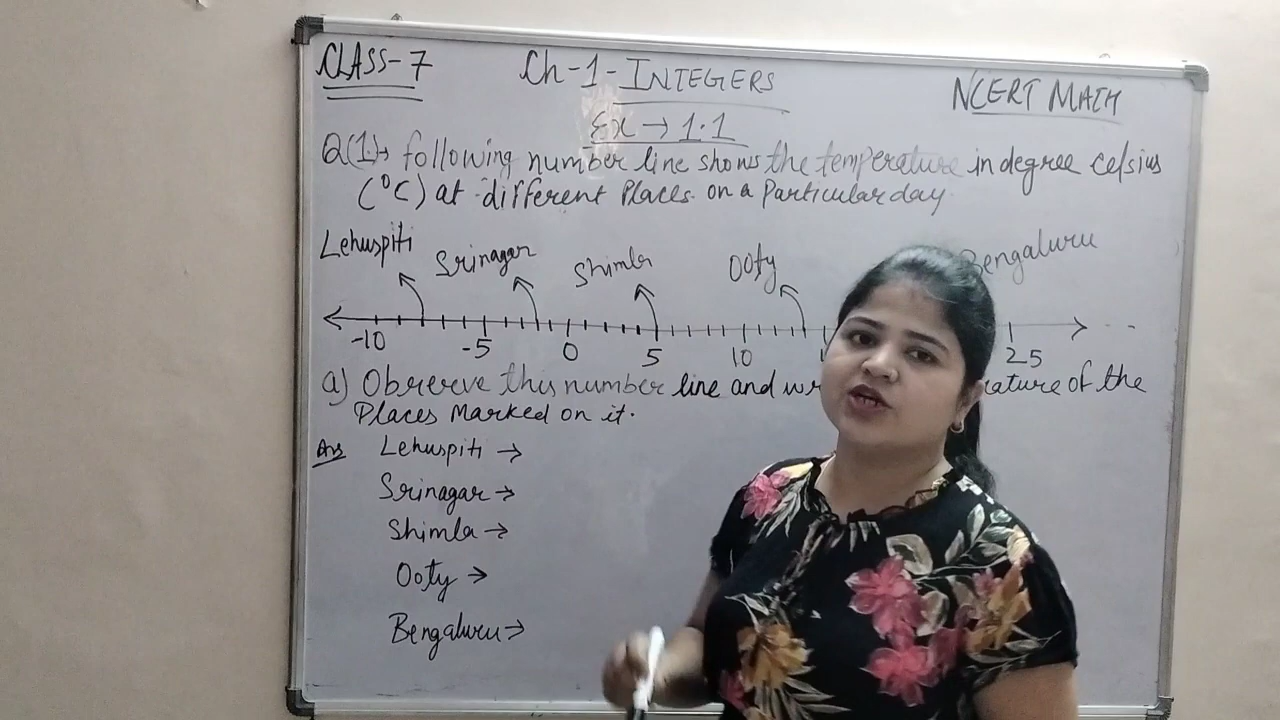 CLASS-7
Ch-1-INTEGERS
NCERT MATH
Ex → 1.1
Q(1)→ following number line shows the temperature in degree celsius
(°C) at different Places on a Particular day.
Lehuspiti Srinagar Shimla Ooty Bengaluru
-10 -5 0 5 10 25
a) Obsereve this number line and of the
Places Marked on it.
Ans Lehuspiti →
Srinagar →
Shimla →
Ooty →
Bengaluru →